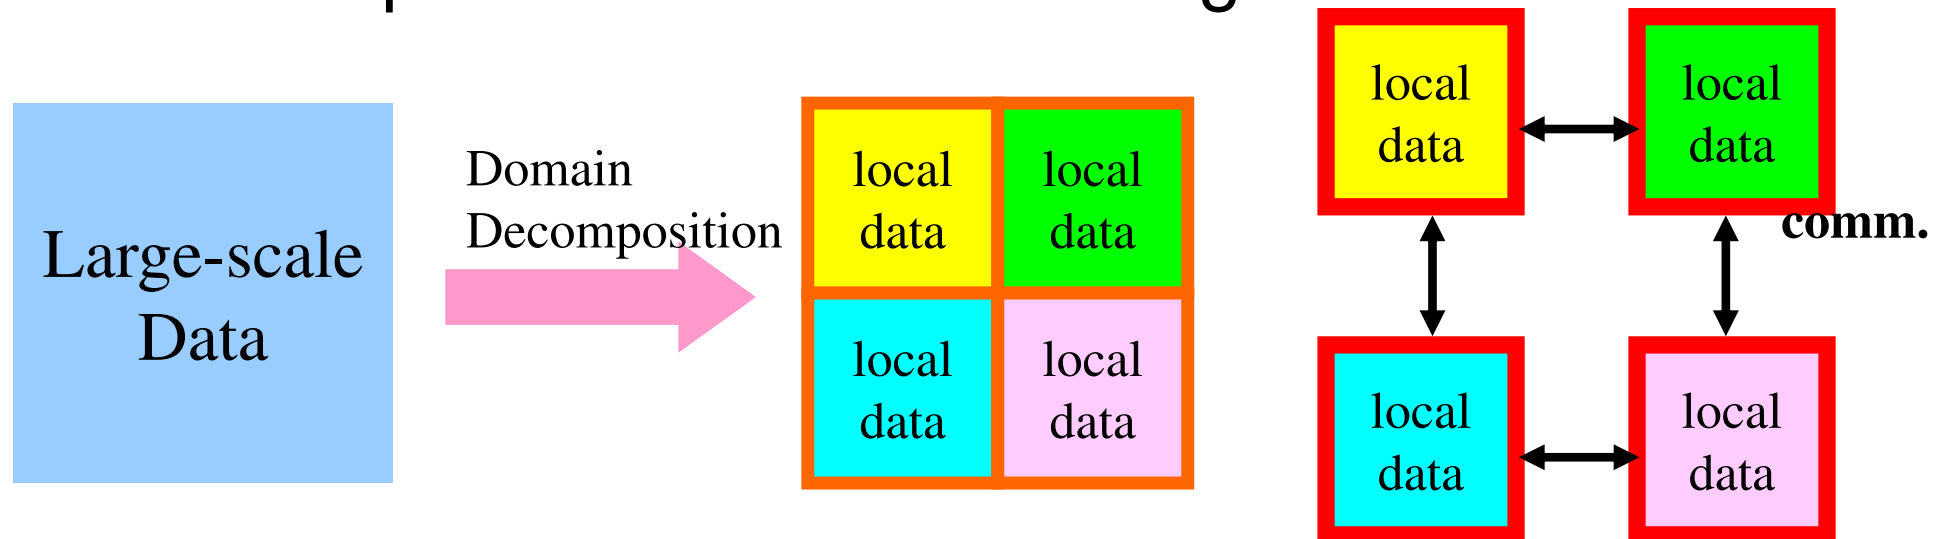 Large-scale
Data
Domain
Decomposition
local
data
local
data
local
data
local
data
local
data
local
data
comm.
local
data
local
data